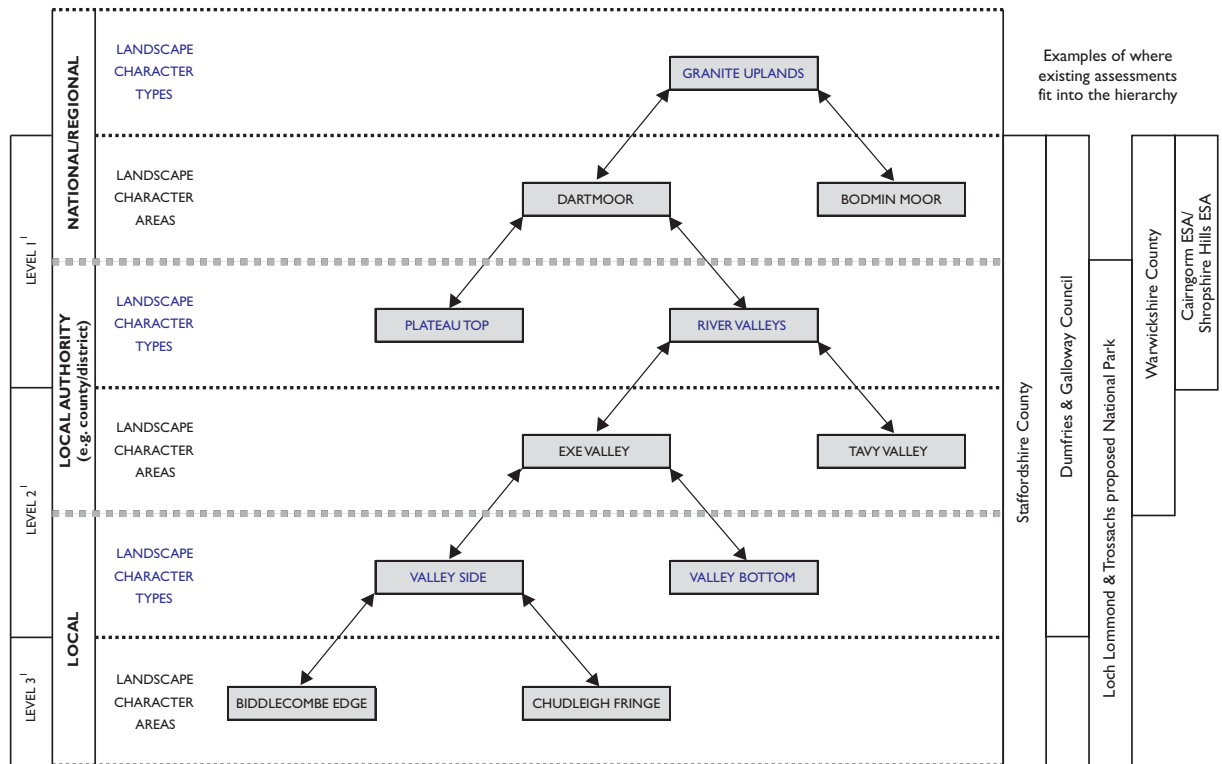 LANDSCAPE
CHARACTER
TYPES
GRANITE UPLANDS
Examples of where
existing assessments
fit into the hierarchy
NATIONAL/REGIONAL
LANDSCAPE
CHARACTER
AREAS
DARTMOOR
BODMIN MOOR
LEVEL 1¹
LANDSCAPE
CHARACTER
TYPES
PLATEAU TOP
RIVER VALLEYS
LOCAL AUTHORITY
(e.g. county/district)
LANDSCAPE
CHARACTER
AREAS
EXE VALLEY
TAVY VALLEY
LEVEL 2¹
LANDSCAPE
CHARACTER
TYPES
VALLEY SIDE
VALLEY BOTTOM
LOCAL
LANDSCAPE
CHARACTER
AREAS
BIDDLECOMBE EDGE
CHUDLEIGH FRINGE
LEVEL 3¹
Staffordshire County
Dumfries & Galloway Council
Loch Lommond & Trossachs proposed National Park
Warwickshire County
Cairngorm ESA/
Shropshire Hills ESA